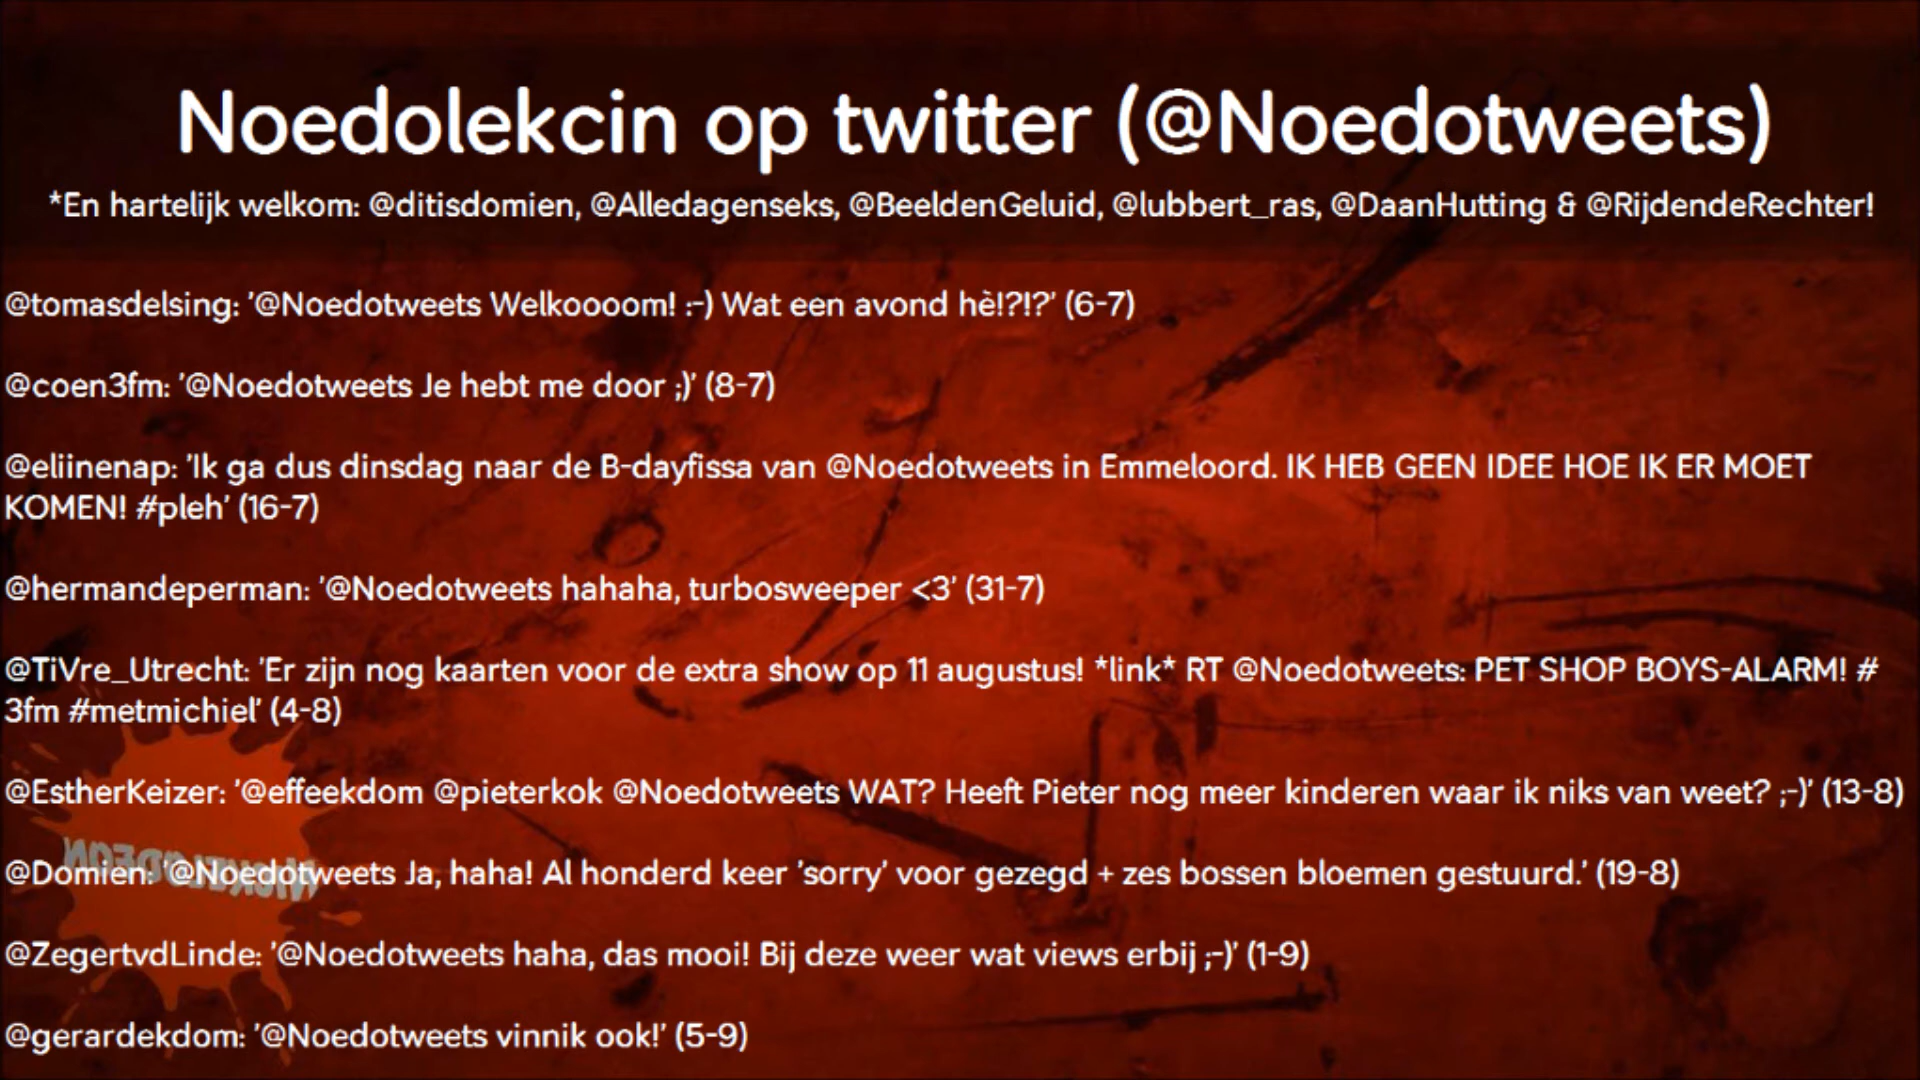 Noedolekcin op twitter (@Noedotweets)
*En hartelijk welkom: @ditisdomien, @Alledagenseks, @BeeldenGeluid, @lubbert_ras, @DaanHutting & @RijdendeRechter!
@tomasdelsing: '@Noedotweets Welkoooom! :-) Wat een avond hè!?!?' (6-7)
@coen3fm: '@Noedotweets Je hebt me door ;)' (8-7)
@eliinenap: 'Ik ga dus dinsdag naar de B-dayfissa van @Noedotweets in Emmeloord. IK HEB GEEN IDEE HOE IK ER MOET
KOMEN! #pleh' (16-7)
@hermandeperman: '@Noedotweets hahaha, turbosweeper <3' (31-7)
@TiVre_Utrecht: 'Er zijn nog kaarten voor de extra show op 11 augustus! *link* RT @Noedotweets: PET SHOP BOYS-ALARM! #
3fm #metmichiel' (4-8)
@EstherKeizer: '@effeekdom @pieterkok @Noedotweets WAT? Heeft Pieter nog meer kinderen waar ik niks van weet? ;-)' (13-8)
@Domien: '@Noedotweets Ja, haha! Al honderd keer 'sorry' voor gezegd + zes bossen bloemen gestuurd.' (19-8)
@ZegertvdLinde: '@Noedotweets haha, das mooi! Bij deze weer wat views erbij ;-)' (1-9)
@gerardekdom: '@Noedotweets vinnik ook!' (5-9)